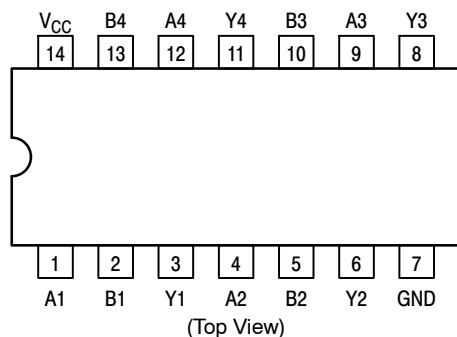 VCC B4 A4 Y4 B3 A3 Y3
14 13 12 11 10 9 8
1 2 3 4 5 6 7
A1 B1 Y1 A2 B2 Y2 GND
(Top View)